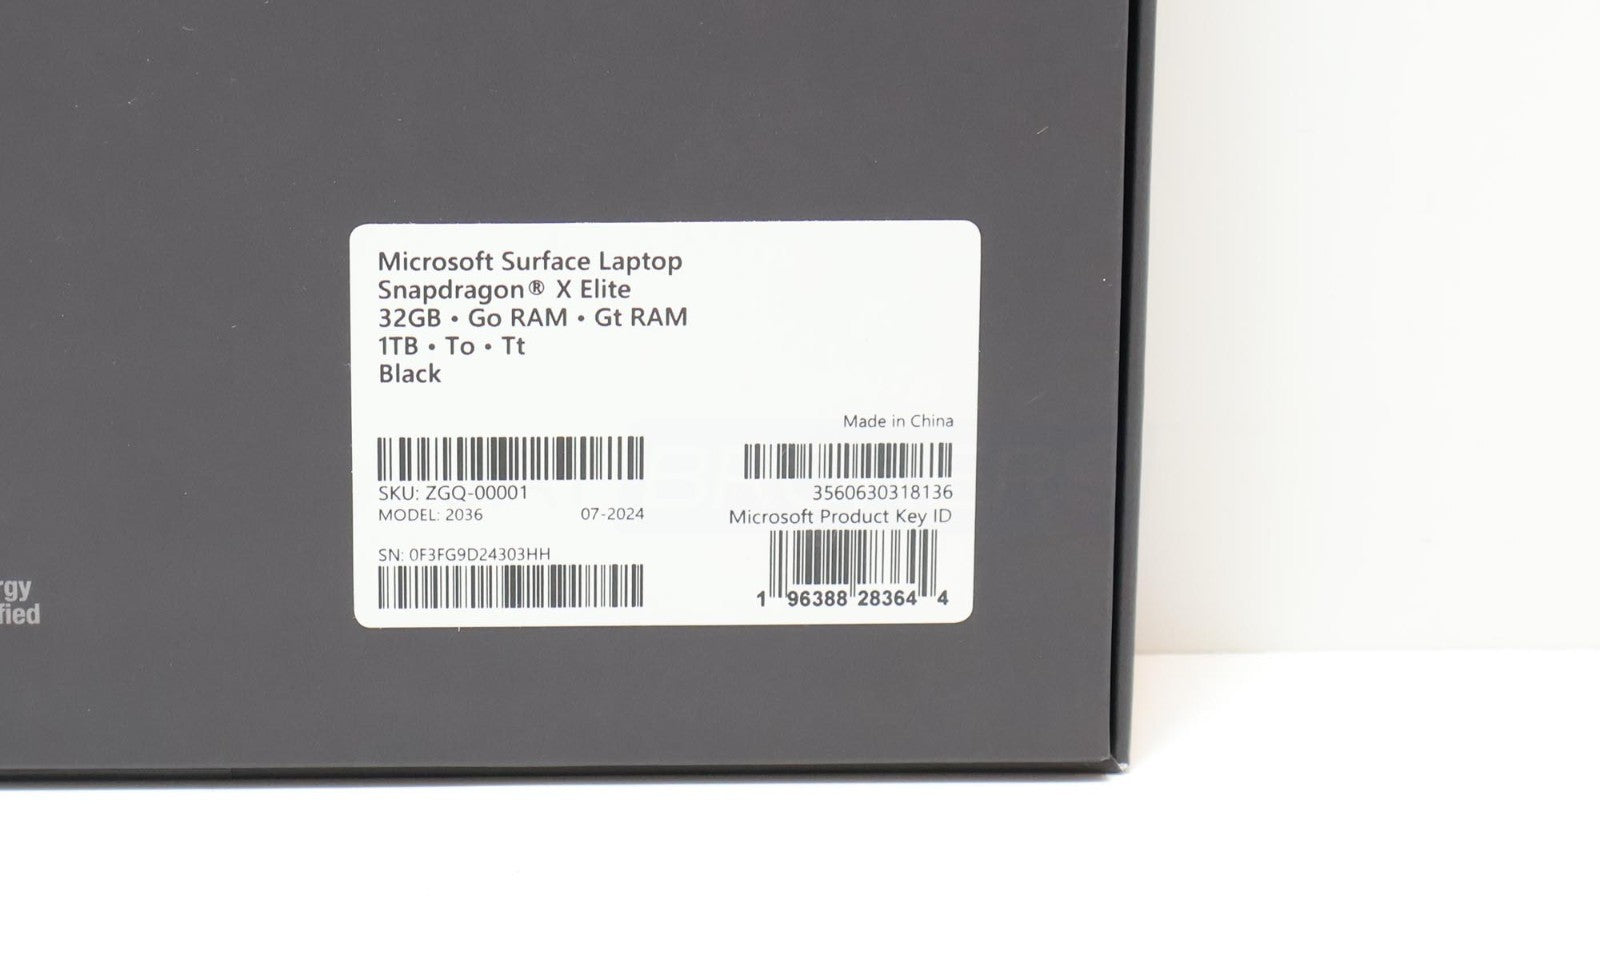 Microsoft Surface Laptop
Snapdragon® X Elite
32GB • Go RAM • Gt RAM
1TB • To • Tt
Black
Made in China
SKU: ZGQ-00001
MODEL: 2036 07-2024
SN: 0F3FG9D24303HH
3560630318136
Microsoft Product Key ID
1 96388 28364 4
rgy
fied